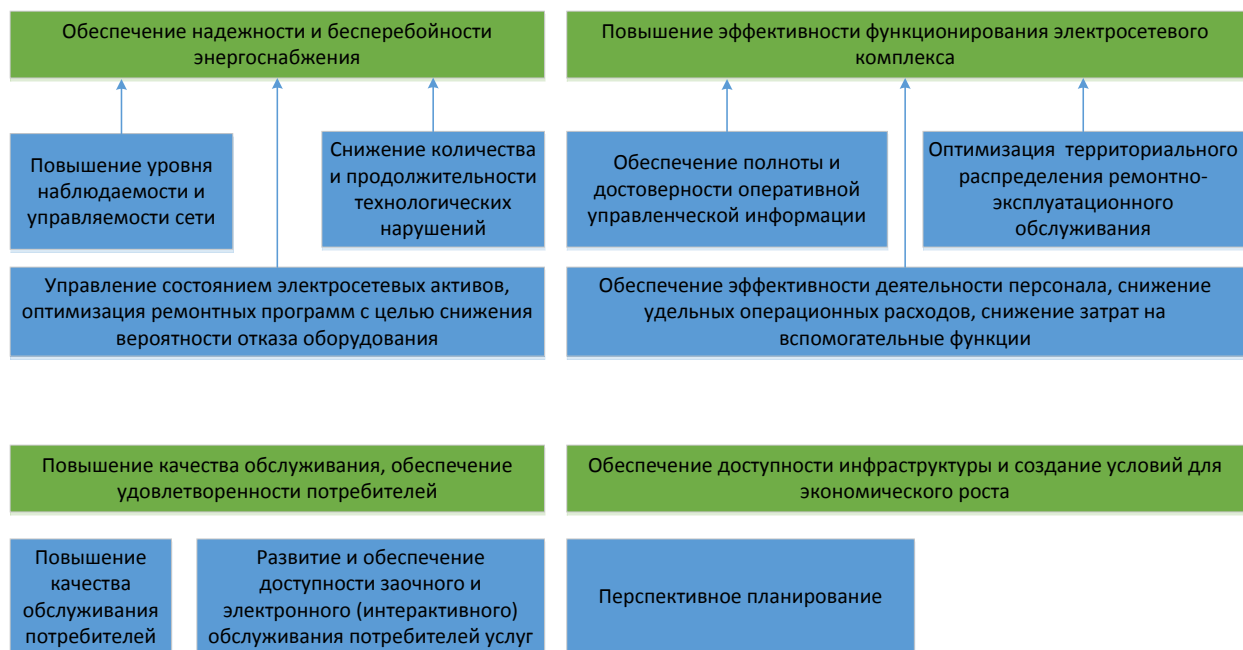 Обеспечение надежности и бесперебойности
энергоснабжения
Повышение эффективности функционирования электросетевого
комплекса
Повышение уровня
наблюдаемости и
управляемости сети
Снижение количества
и продолжительности
технологических
нарушений
Обеспечение полноты и
достоверности оперативной
управленческой информации
Оптимизация территориального
распределения ремонтно-
эксплуатационного
обслуживания
Управление состоянием электросетевых активов,
оптимизация ремонтных программ с целью снижения
вероятности отказа оборудования
Обеспечение эффективности деятельности персонала, снижение
удельных операционных расходов, снижение затрат на
вспомогательные функции
Повышение качества обслуживания, обеспечение
удовлетворенности потребителей
Обеспечение доступности инфраструктуры и создание условий для
экономического роста
Повышение
качества
обслуживания
потребителей
Развитие и обеспечение
доступности заочного и
электронного (интерактивного)
обслуживания потребителей услуг
Перспективное планирование